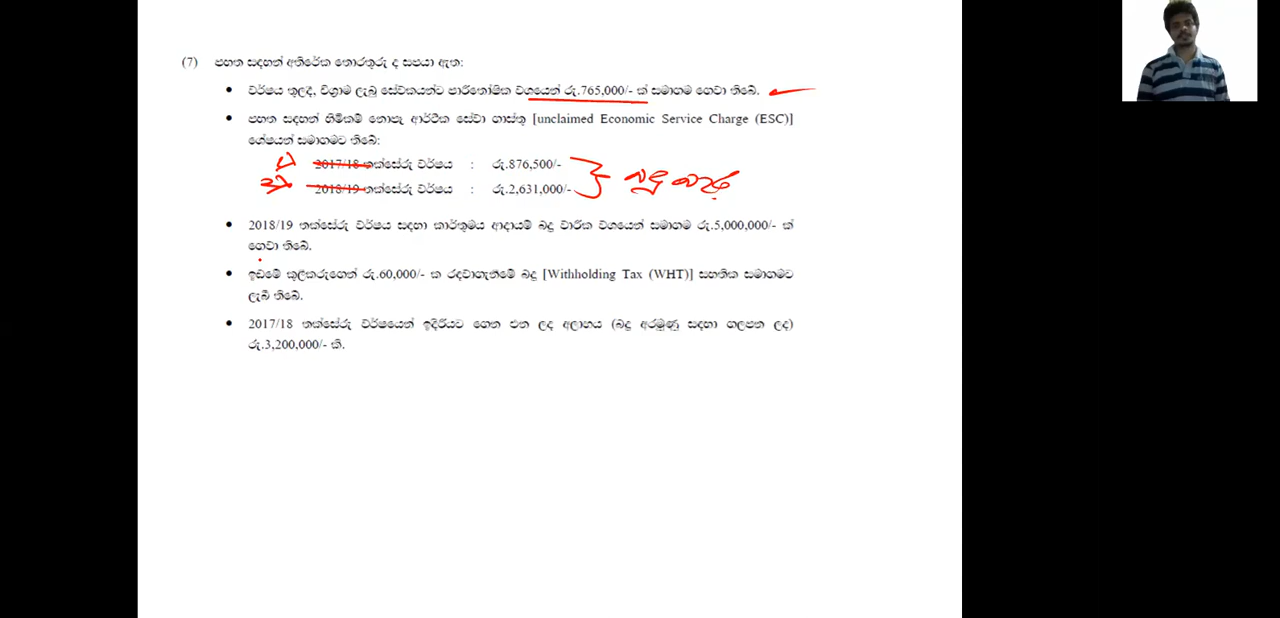 (7) පහත සඳහන් අතිරේක තොරතුරු ද සපයා ඇත:
• වර්ෂය තුලදී, විශ්‍රාම ලැබූ සේවකයන්ට පාරිතෝෂික වශයෙන් රු.765,000/- ක් සමාගම ගෙවා තිබේ.
• පහත සඳහන් හිමිකම් නොපෑ ආර්ථික සේවා ගාස්තු [unclaimed Economic Service Charge (ESC)]
ශේෂයන් සමාගමට තිබේ:
2017/18 තක්සේරු වර්ෂය : රු.876,500/-
2018/19 තක්සේරු වර්ෂය : රු.2,631,000/-
බදු
• 2018/19 තක්සේරු වර්ෂය සඳහා කාර්තුමය ආදායම් බදු වාරික වශයෙන් සමාගම රු.5,000,000/- ක්
ගෙවා තිබේ.
• ඉඩමේ කුලකරුගෙන් රු.60,000/- ක රඳවාගැනීමේ බදු [Withholding Tax (WHT)] සහතික සමාගමට
ලැබී තිබේ.
• 2017/18 තක්සේරු වර්ෂයෙන් ඉදිරියට ගෙන එන ලද අලාභය (බදු අරමුණු සඳහා ගලපන ලද)
රු.3,200,000/- කි.